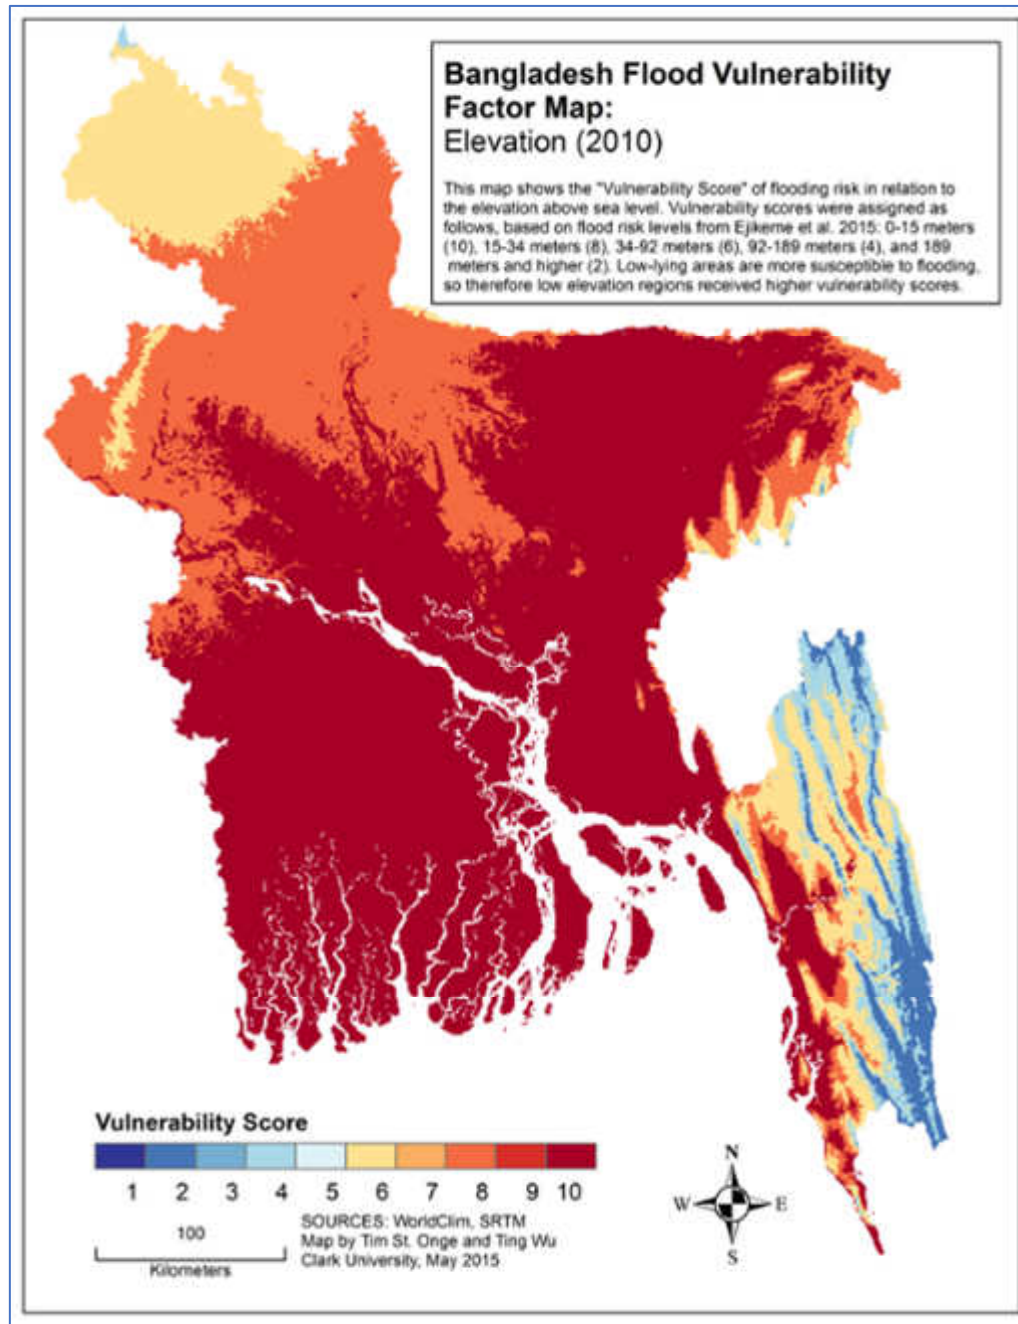 Bangladesh Flood Vulnerability
Factor Map:
Elevation (2010)
This map shows the "Vulnerability Score" of flooding risk in relation to
the elevation above sea level. Vulnerability scores were assigned as
follows, based on flood risk levels from Ejikeme et al. 2015: 0-15 meters
(10), 15-34 meters (8), 34-92 meters (6), 92-189 meters (4), and 189
meters and higher (2). Low-lying areas are more susceptible to flooding,
so therefore low elevation regions received higher vulnerability scores.
Vulnerability Score
1 2 3 4 5 6 7 8 9 10
100
Kilometers
SOURCES: WorldClim, SRTM
Map by Tim St. Onge and Ting Wu
Clark University, May 2015
N
W E
S